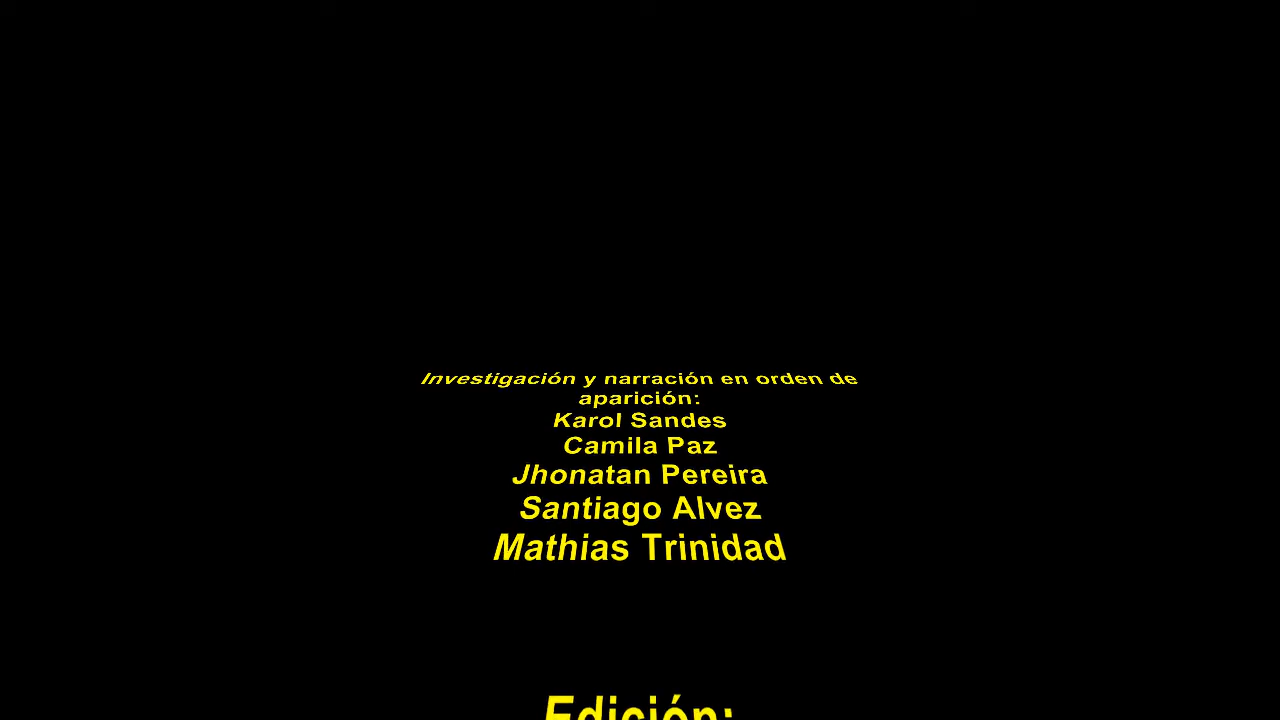 Investigación y narración en orden de
aparición:
Karol Sandes
Camila Paz
Jhonatan Pereira
Santiago Alvez
Mathias Trinidad
Edición: